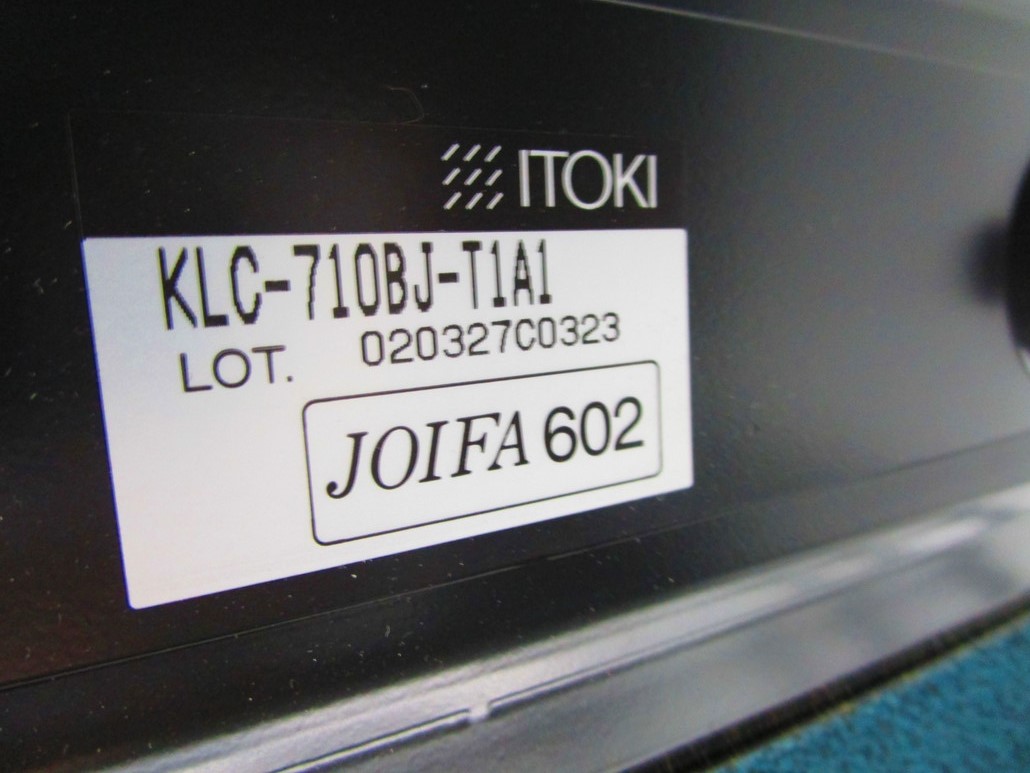 ITOKI
KLC-710BJ-T1A1
LOT. 020327C0323
JOIFA 602